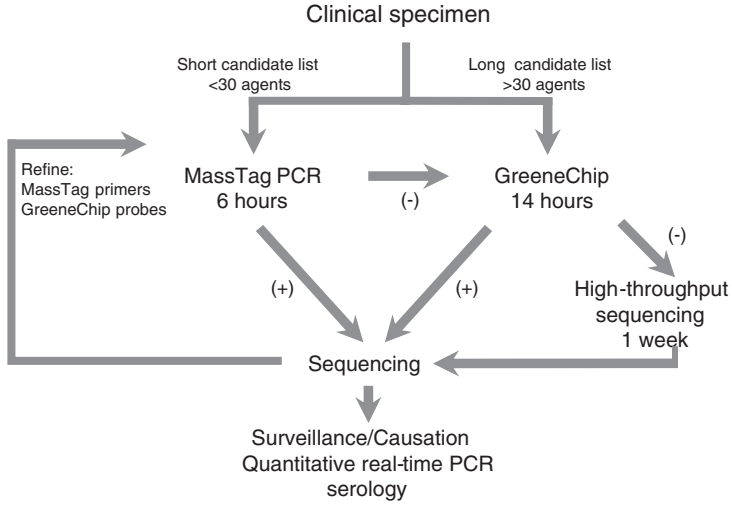 Clinical specimen
Short candidate list
<30 agents
Long candidate list
>30 agents
Refine:
MassTag primers
GreeneChip probes
MassTag PCR
6 hours
(-)
GreeneChip
14 hours
(-)
(+)
(+)
High-throughput
sequencing
1 week
Sequencing
Surveillance/Causation
Quantitative real-time PCR
serology